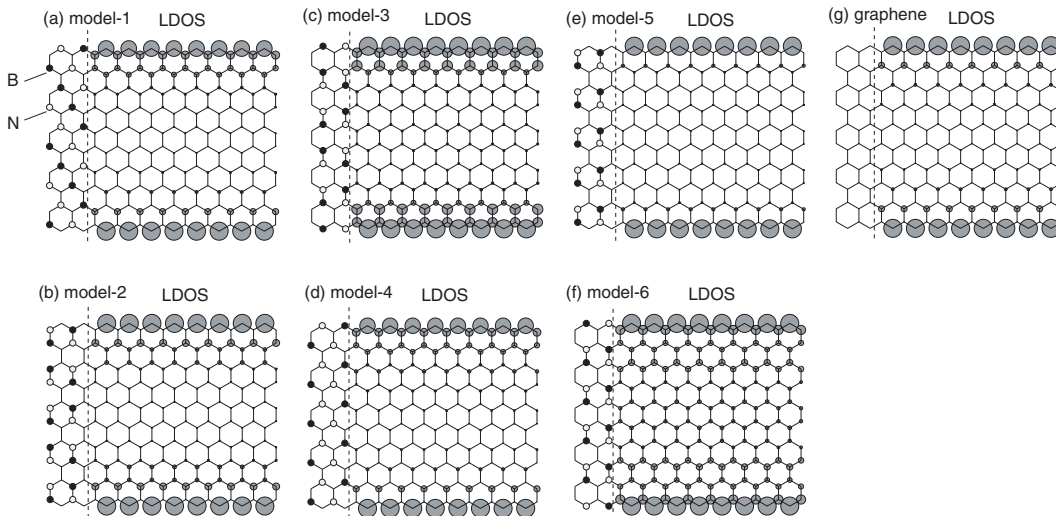 (a) model-1 LDOS
(c) model-3 LDOS
(e) model-5 LDOS
(g) graphene LDOS
B
N
(b) model-2 LDOS
(d) model-4 LDOS
(f) model-6 LDOS